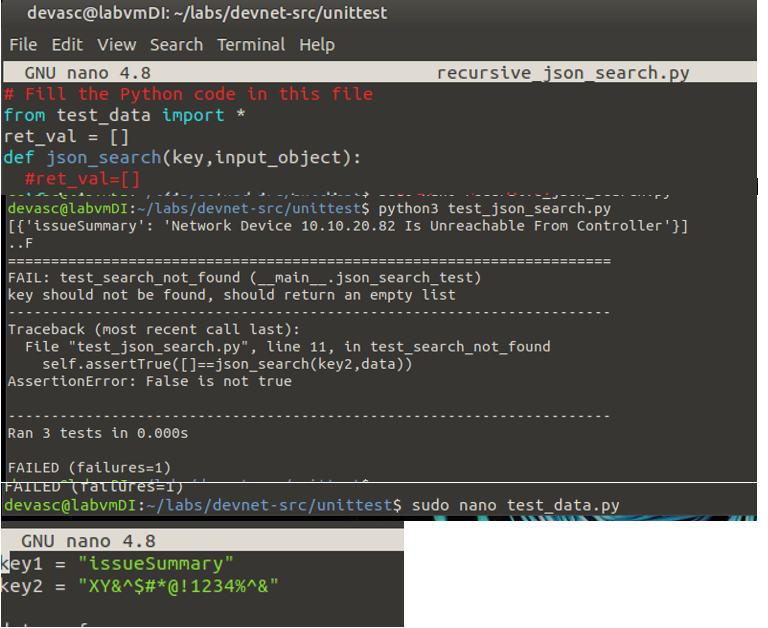 devasc@labvmDI: ~/labs/devnet-src/unittest
File Edit View Search Terminal Help
GNU nano 4.8 recursive_json_search.py
# Fill the Python code in this file
from test_data import *
ret_val = []
def json_search(key,input_object):
#ret_val=[]
devasc@labvmDI:~/labs/devnet-src/unittest$ python3 test_json_search.py
[{'issueSummary': 'Network Device 10.10.20.82 Is Unreachable From Controller'}]
..F
======================================================================
FAIL: test_search_not_found (__main__.json_search_test)
key should not be found, should return an empty list
----------------------------------------------------------------------
Traceback (most recent call last):
File "test_json_search.py", line 11, in test_search_not_found
self.assertTrue([]==json_search(key2,data))
AssertionError: False is not true
----------------------------------------------------------------------
Ran 3 tests in 0.000s
FAILED (failures=1)
FAILED (failures=1)
devasc@labvmDI:~/labs/devnet-src/unittest$ sudo nano test_data.py
GNU nano 4.8
key1 = "issueSummary"
key2 = "XY&^$#*@!1234%^&"